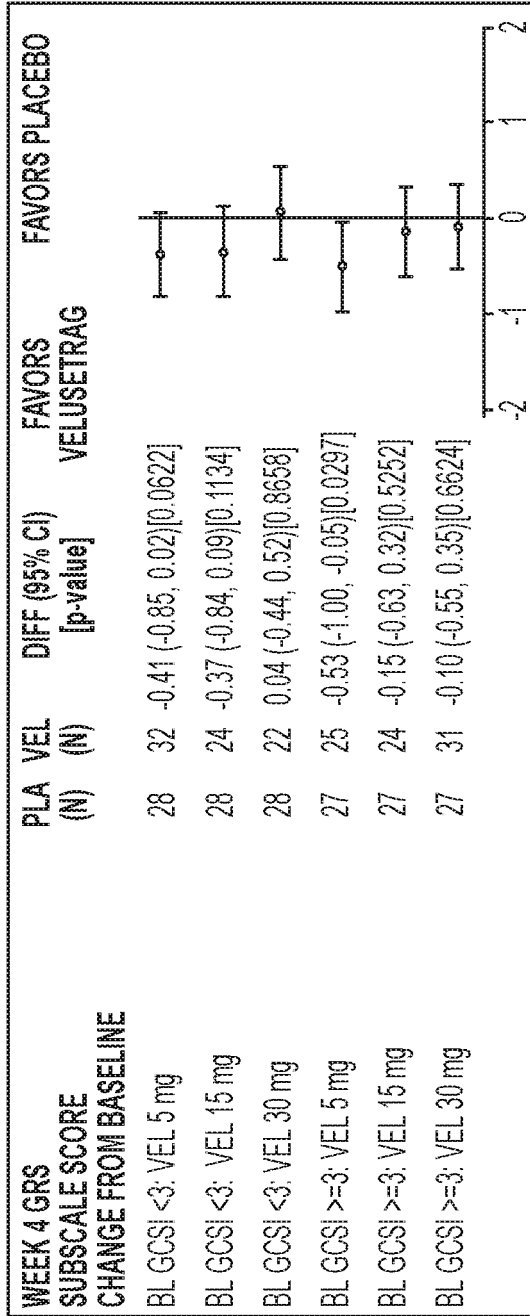 WEEK 4 GRS
SUBSCALE SCORE
CHANGE FROM BASELINE
PLA (N)
VEL (N)
DIFF (95% CI)
[p-value]
FAVORS
VELUSETRAG
FAVORS PLACEBO
BL GCSI <3: VEL 5 mg 28 32 -0.41 (-0.85, 0.02)[0.0622]
BL GCSI <3: VEL 15 mg 28 24 -0.37 (-0.84, 0.09)[0.1134]
BL GCSI <3: VEL 30 mg 28 22 0.04 (-0.44, 0.52)[0.8658]
BL GCSI >=3: VEL 5 mg 27 25 -0.53 (-1.00, -0.05)[0.0297]
BL GCSI >=3: VEL 15 mg 27 24 -0.15 (-0.63, 0.32)[0.5252]
BL GCSI >=3: VEL 30 mg 27 31 -0.10 (-0.55, 0.35)[0.6624]
-2 -1 0 1 2